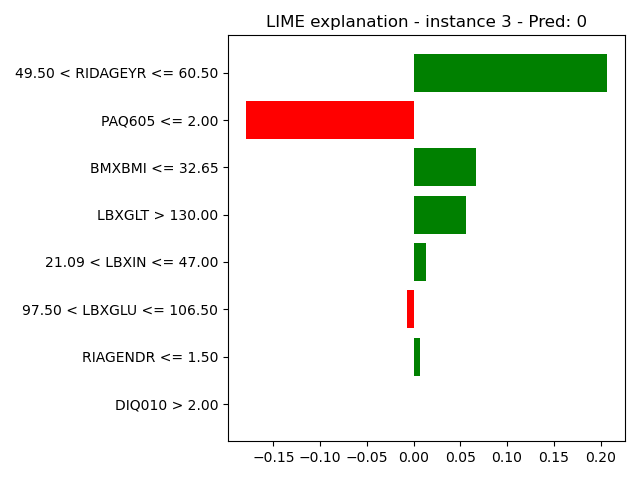 LIME explanation - instance 3 - Pred: 0
49.50 < RIDAGEYR <= 60.50
PAQ605 <= 2.00
BMXBMI <= 32.65
LBXGLT > 130.00
21.09 < LBXIN <= 47.00
97.50 < LBXGLU <= 106.50
RIAGENDR <= 1.50
DIQ010 > 2.00
−0.15 −0.10 −0.05 0.00 0.05 0.10 0.15 0.20